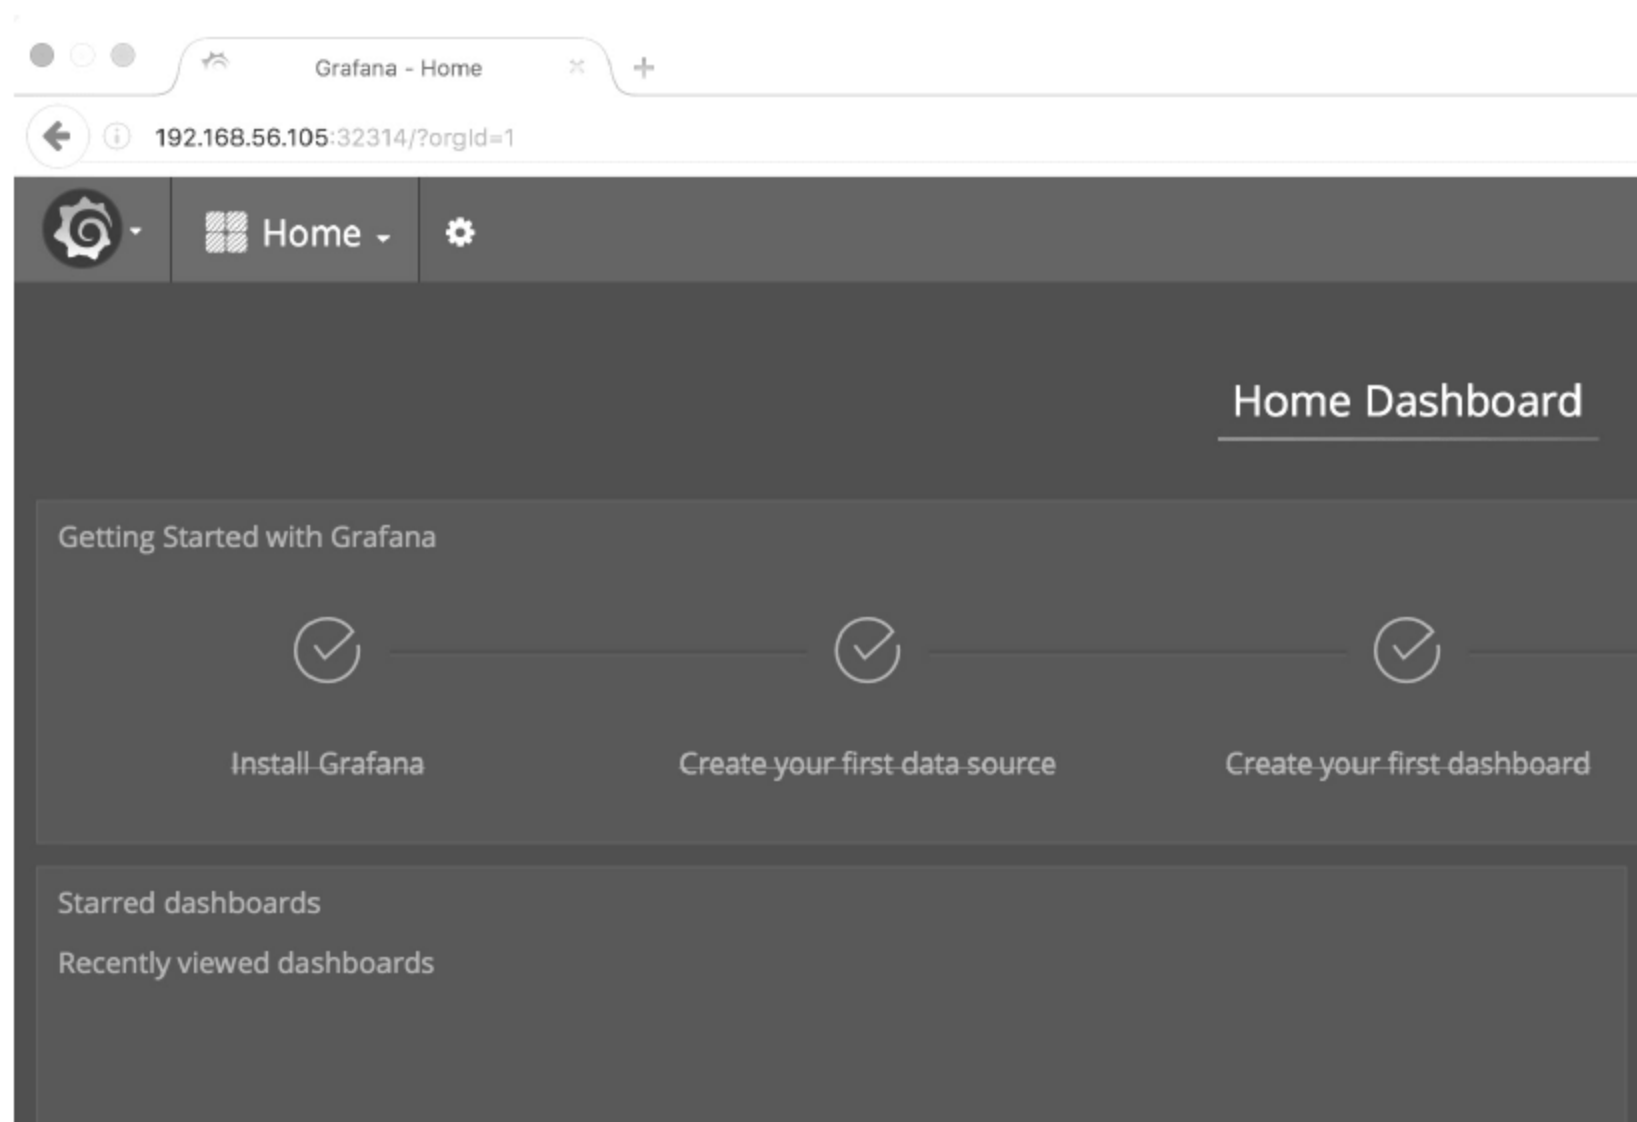 Grafana - Home
192.168.56.105:32314/?orgId=1
Home
Home Dashboard
Getting Started with Grafana
Install Grafana
Create your first data source
Create your first dashboard
Starred dashboards
Recently viewed dashboards